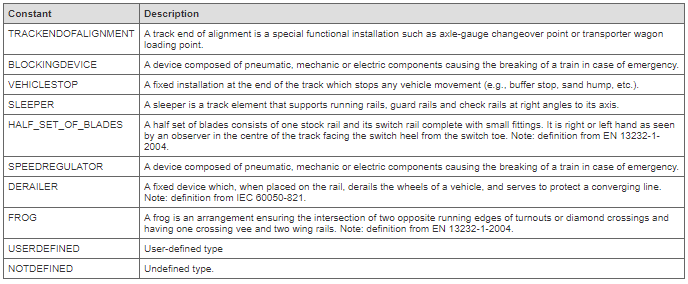 Constant Description
TRACKENDOFALIGNMENT A track end of alignment is a special functional installation such as axle-gauge changeover point or transporter wagon
loading point.
BLOCKINGDEVICE A device composed of pneumatic, mechanic or electric components causing the breaking of a train in case of emergency.
VEHICLESTOP A fixed installation at the end of the track which stops any vehicle movement (e.g., buffer stop, sand hump, etc.).
SLEEPER A sleeper is a track element that supports running rails, guard rails and check rails at right angles to its axis.
HALF_SET_OF_BLADES A half set of blades consists of one stock rail and its switch rail complete with small fittings. It is right or left hand as seen
by an observer in the centre of the track facing the switch heel from the switch toe. Note: definition from EN 13232-1-
2004.
SPEEDREGULATOR A device composed of pneumatic, mechanic or electric components causing the breaking of a train in case of emergency.
DERAILER A fixed device which, when placed on the rail, derails the wheels of a vehicle, and serves to protect a converging line.
Note: definition from IEC 60050-821.
FROG A frog is an arrangement ensuring the intersection of two opposite running edges of turnouts or diamond crossings and
having one crossing vee and two wing rails. Note: definition from EN 13232-1-2004.
USERDEFINED User-defined type
NOTDEFINED Undefined type.